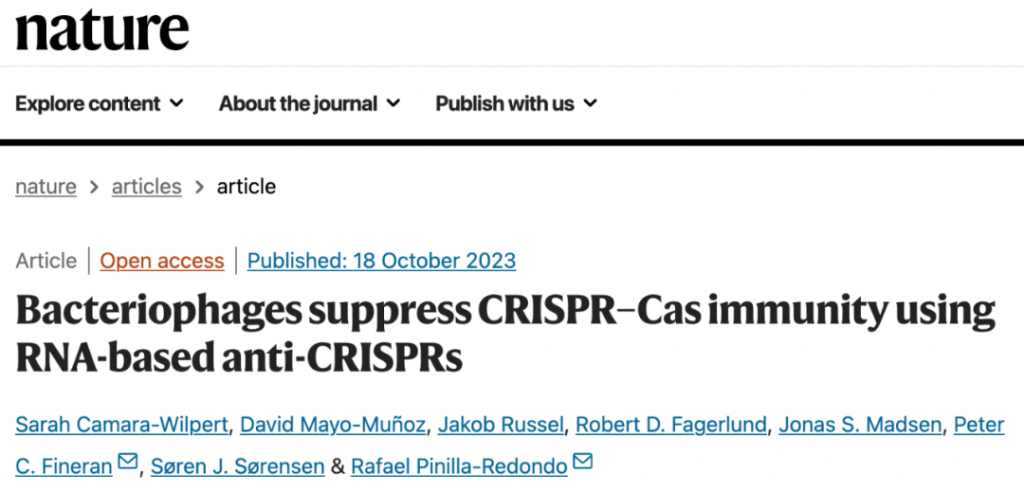 nature
Explore content About the journal Publish with us
nature > articles > article
Article | Open access | Published: 18 October 2023
Bacteriophages suppress CRISPR–Cas immunity using
RNA-based anti-CRISPRs
Sarah Camara-Wilpert, David Mayo-Muñoz, Jakob Russel, Robert D. Fagerlund, Jonas S. Madsen, Peter
C. Fineran, Søren J. Sørensen & Rafael Pinilla-Redondo